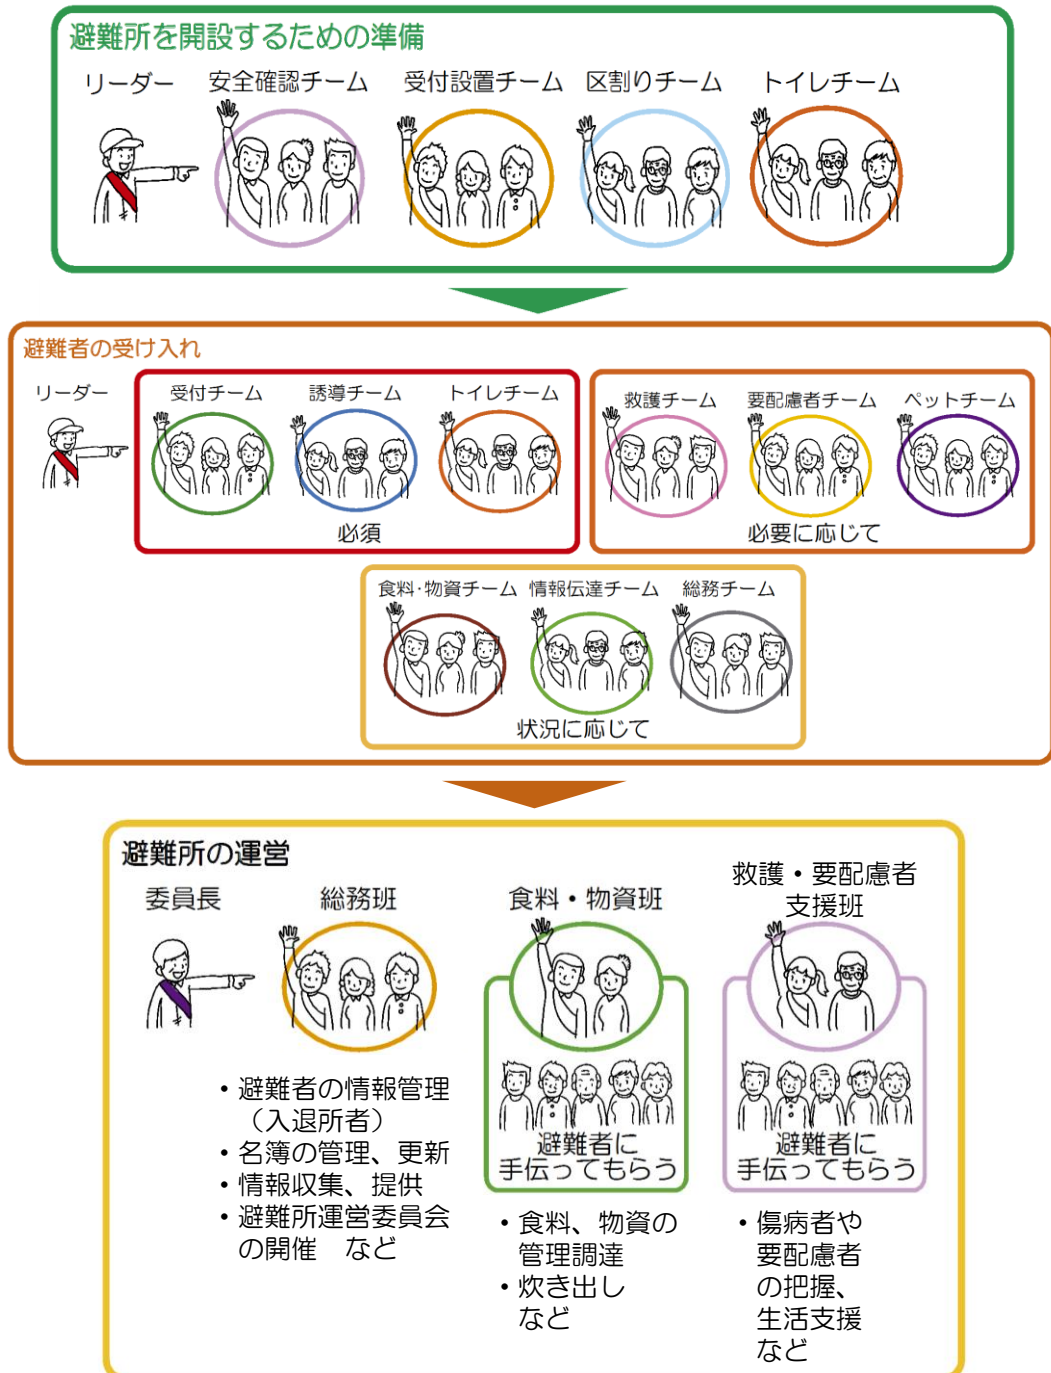 避難所を開設するための準備
リーダー
安全確認チーム
受付設置チーム
区割りチーム
トイレチーム
避難者の受け入れ
リーダー
受付チーム
誘導チーム
トイレチーム
必須
救護チーム
要配慮者チーム
ペットチーム
必要に応じて
食料・物資チーム
情報伝達チーム
総務チーム
状況に応じて
避難所の運営
委員長
総務班
・避難者の情報管理
（入退所者）
・名簿の管理、更新
・情報収集、提供
・避難所運営委員会
の開催　など
食料・物資班
避難者に
手伝ってもらう
・食料、物資の
管理調達
・炊き出し
など
救護・要配慮者
支援班
避難者に
手伝ってもらう
・傷病者や
要配慮者
の把握、
生活支援
など